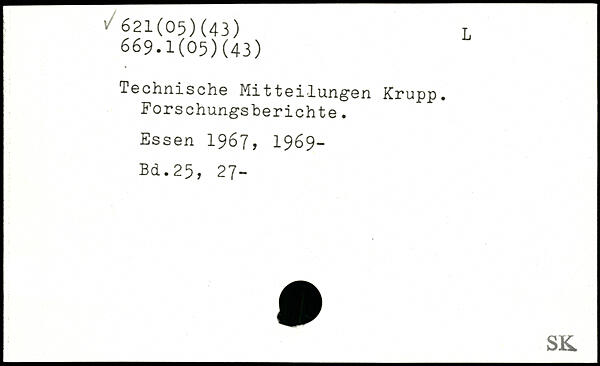 ✓ 621(05)(43)
L
669.1(05)(43)
Technische Mitteilungen Krupp.
Forschungsberichte.
Essen 1967, 1969-
Bd.25, 27-
SK